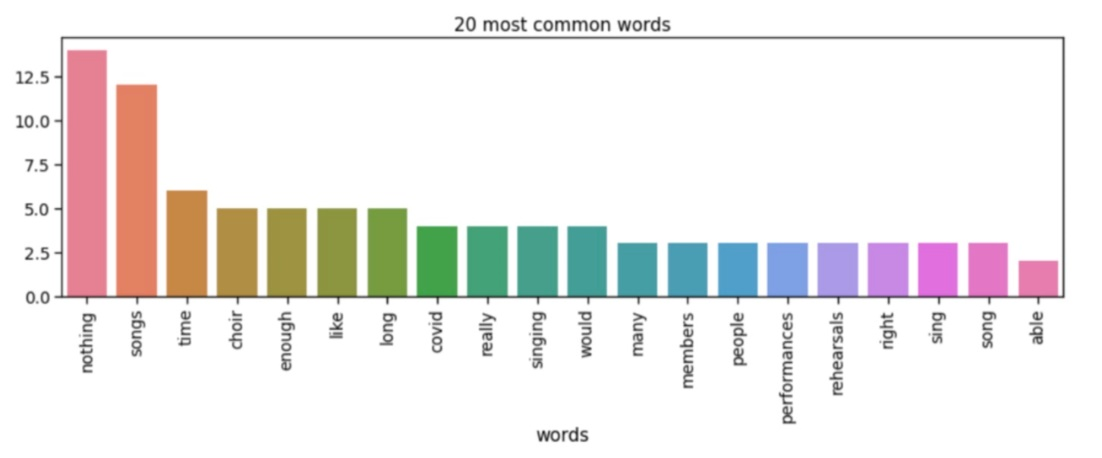 20 most common words
12.5
10.0
7.5
5.0
2.5
0.0
nothing
songs
time
choir
enough
like
long
covid
really
singing
would
many
members
people
performances
rehearsals
right
sing
song
able
words